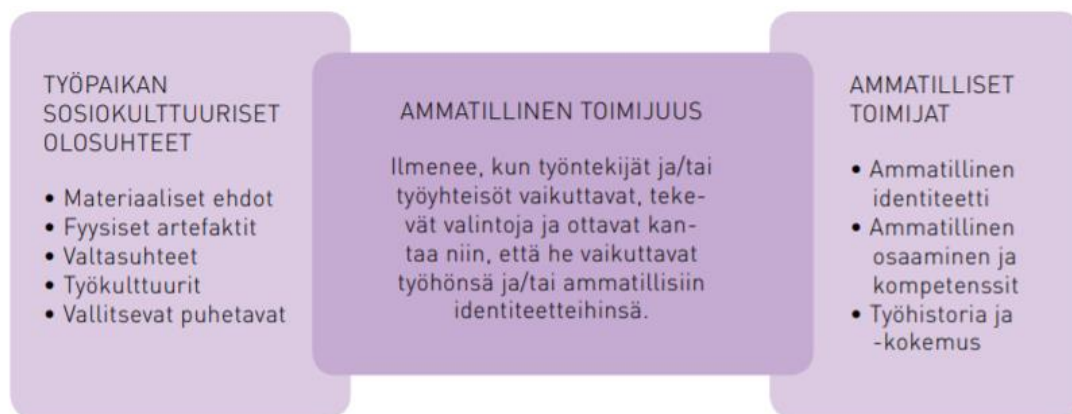 TYÖPAIKAN
SOSIOKULTTUURISET
OLOSUHTEET
• Materiaaliset ehdot
• Fyysiset artefaktit
• Valtasuhteet
• Työkulttuurit
• Vallitsevat puhetavat
AMMATILLINEN TOIMIJUUS
Ilmenee, kun työntekijät ja/tai
työyhteisöt vaikuttavat, teke-
vät valintoja ja ottavat kan-
taa niin, että he vaikuttavat
työhönsä ja/tai ammatillisiin
identiteetteihinsä.
AMMATILLISET
TOIMIJAT
• Ammatillinen
identiteetti
• Ammatillinen
osaaminen ja
kompetenssit
• Työhistoria ja
-kokemus